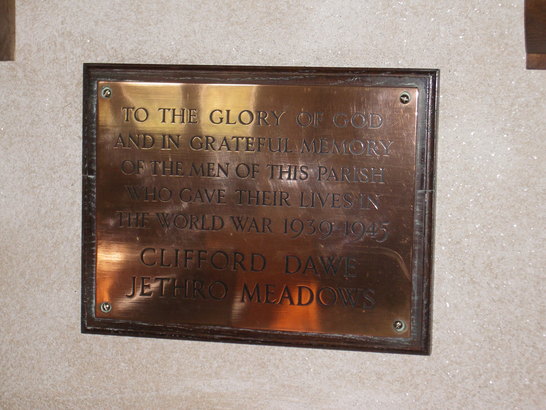 TO THE GLORY OF GOD
AND IN GRATEFUL MEMORY
OF THE MEN OF THIS PARISH
WHO GAVE THEIR LIVES IN
THE WORLD WAR 1939-1945
CLIFFORD DAWE
JETHRO MEADOWS